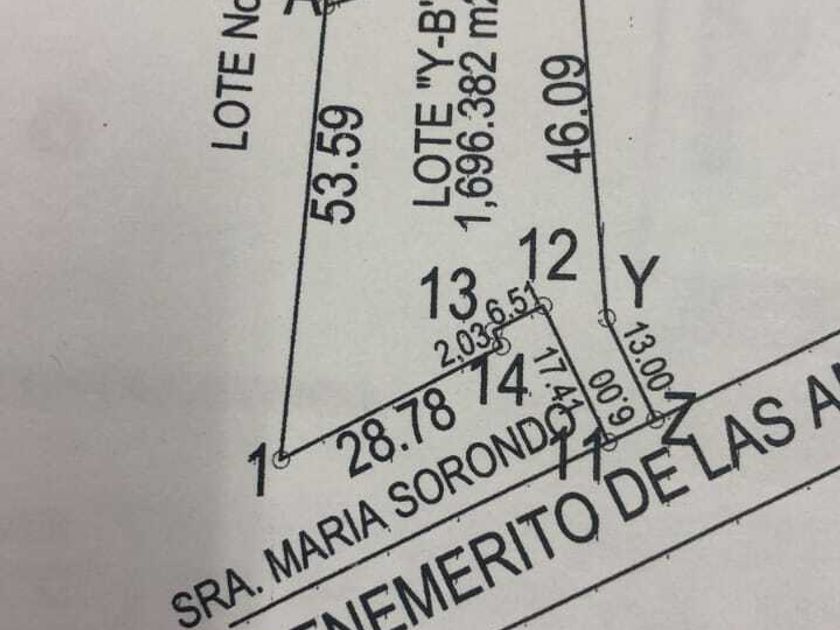 A
LOTE No
53.59
LOTE "Y-B"
1,696.382 m2
46.09
12
13
Y
6.51
2.03
13.00
14
17.41
6.00
28.78
Z
1
11
SRA. MARIA SORONDO
ENEMERITO DE LAS A